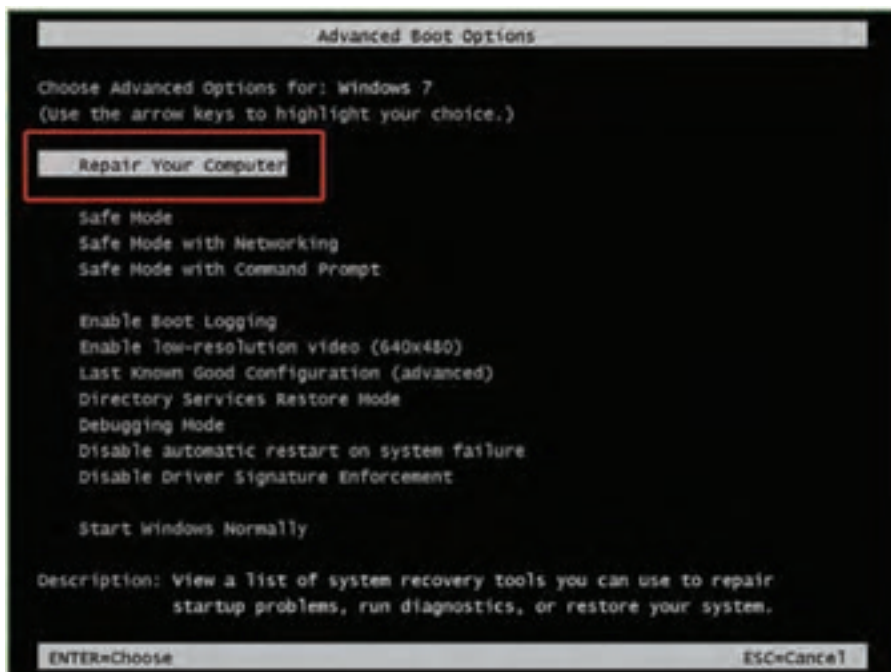 Advanced Boot Options
Choose Advanced Options for: Windows 7
(Use the arrow keys to highlight your choice.)
Repair Your Computer
Safe Mode
Safe Mode with Networking
Safe Mode with Command Prompt
Enable Boot Logging
Enable low-resolution video (640x480)
Last Known Good Configuration (advanced)
Directory Services Restore Mode
Debugging Mode
Disable automatic restart on system failure
Disable Driver Signature Enforcement
Start Windows Normally
Description: View a list of system recovery tools you can use to repair
startup problems, run diagnostics, or restore your system.
ENTER=Choose ESC=Cancel